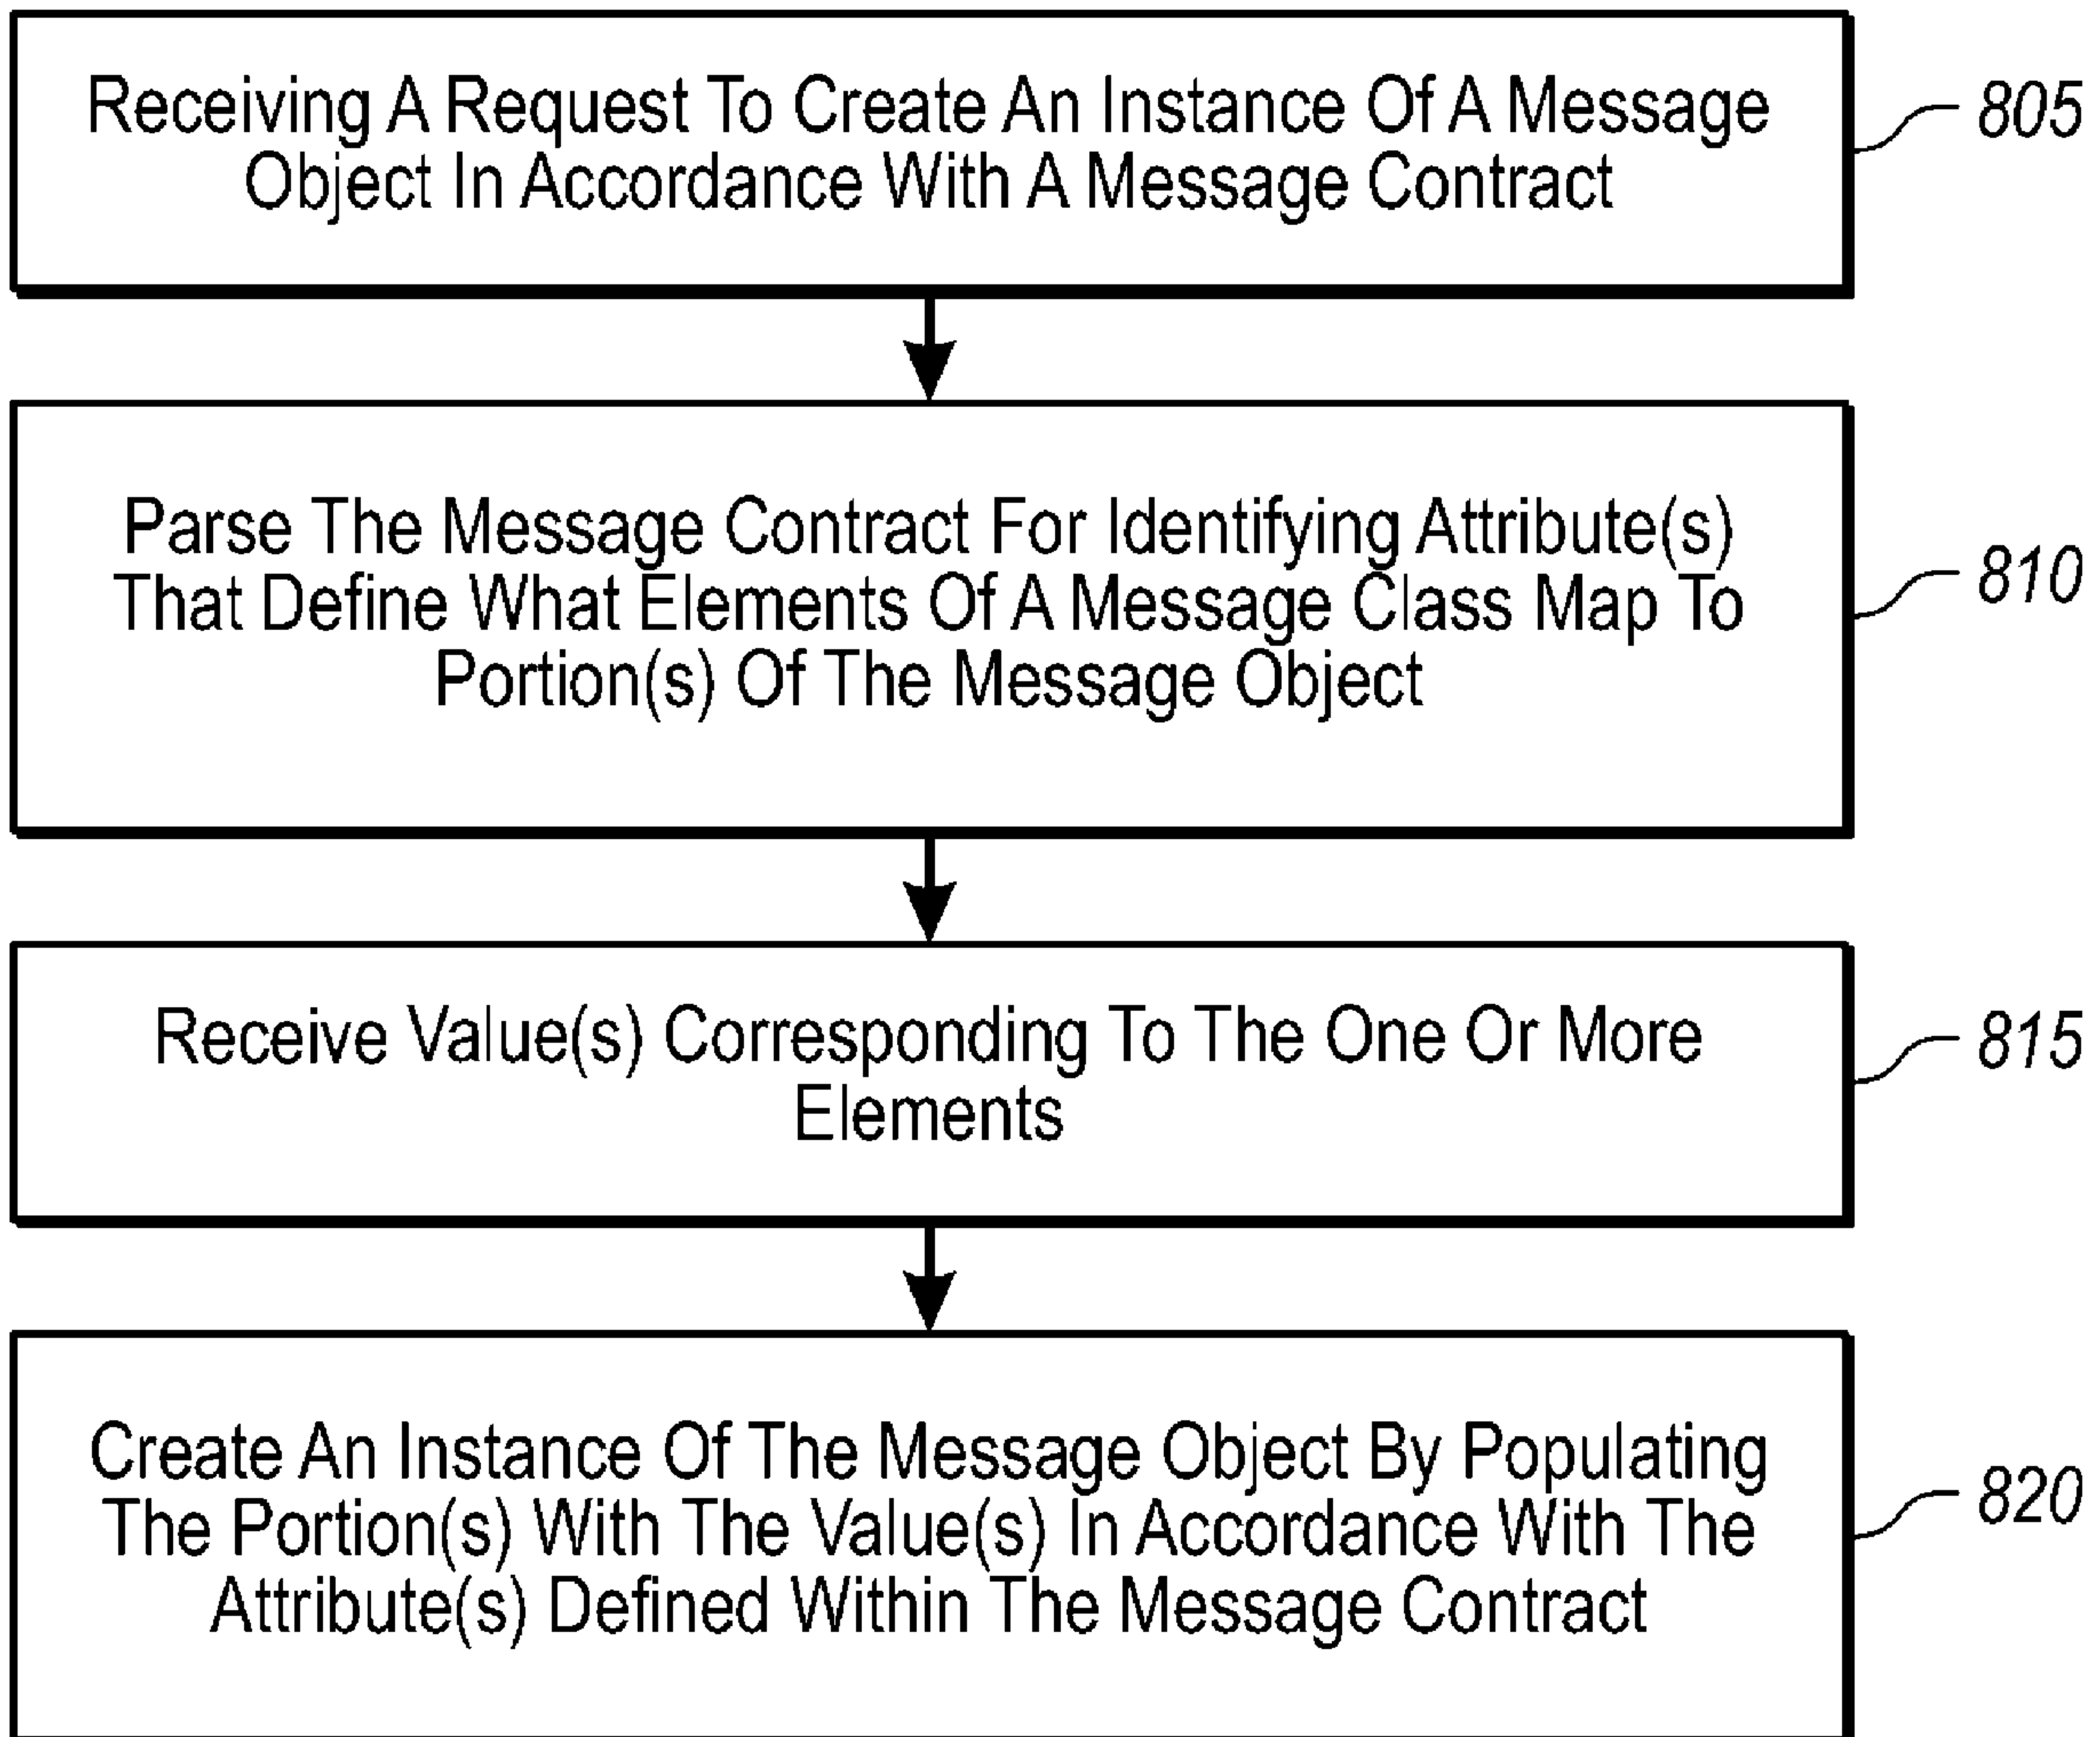 Receiving A Request To Create An Instance Of A Message
Object In Accordance With A Message Contract
805
Parse The Message Contract For Identifying Attribute(s)
That Define What Elements Of A Message Class Map To
Portion(s) Of The Message Object
810
Receive Value(s) Corresponding To The One Or More
Elements
815
Create An Instance Of The Message Object By Populating
The Portion(s) With The Value(s) In Accordance With The
Attribute(s) Defined Within The Message Contract
820